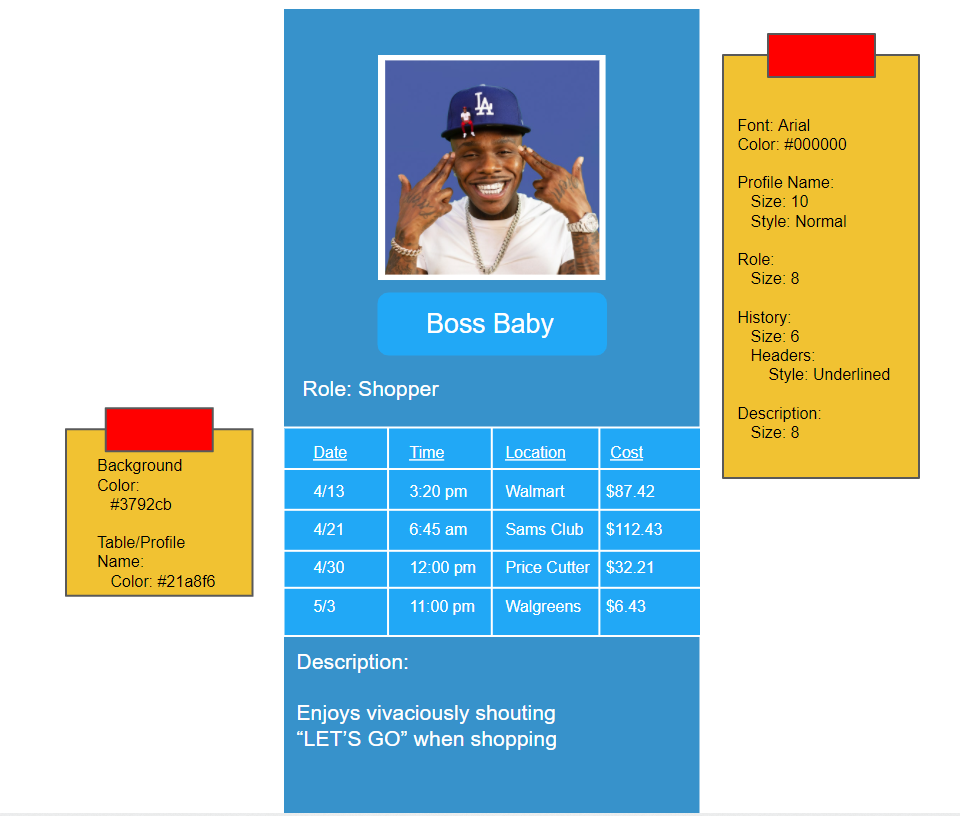 LA
Boss Baby
Role: Shopper
Date Time Location Cost
4/13 3:20 pm Walmart $87.42
4/21 6:45 am Sams Club $112.43
4/30 12:00 pm Price Cutter $32.21
5/3 11:00 pm Walgreens $6.43
Description:
Enjoys vivaciously shouting
“LET’S GO” when shopping
Background
Color:
#3792cb
Table/Profile
Name:
Color: #21a8f6
Font: Arial
Color: #000000
Profile Name:
Size: 10
Style: Normal
Role:
Size: 8
History:
Size: 6
Headers:
Style: Underlined
Description:
Size: 8